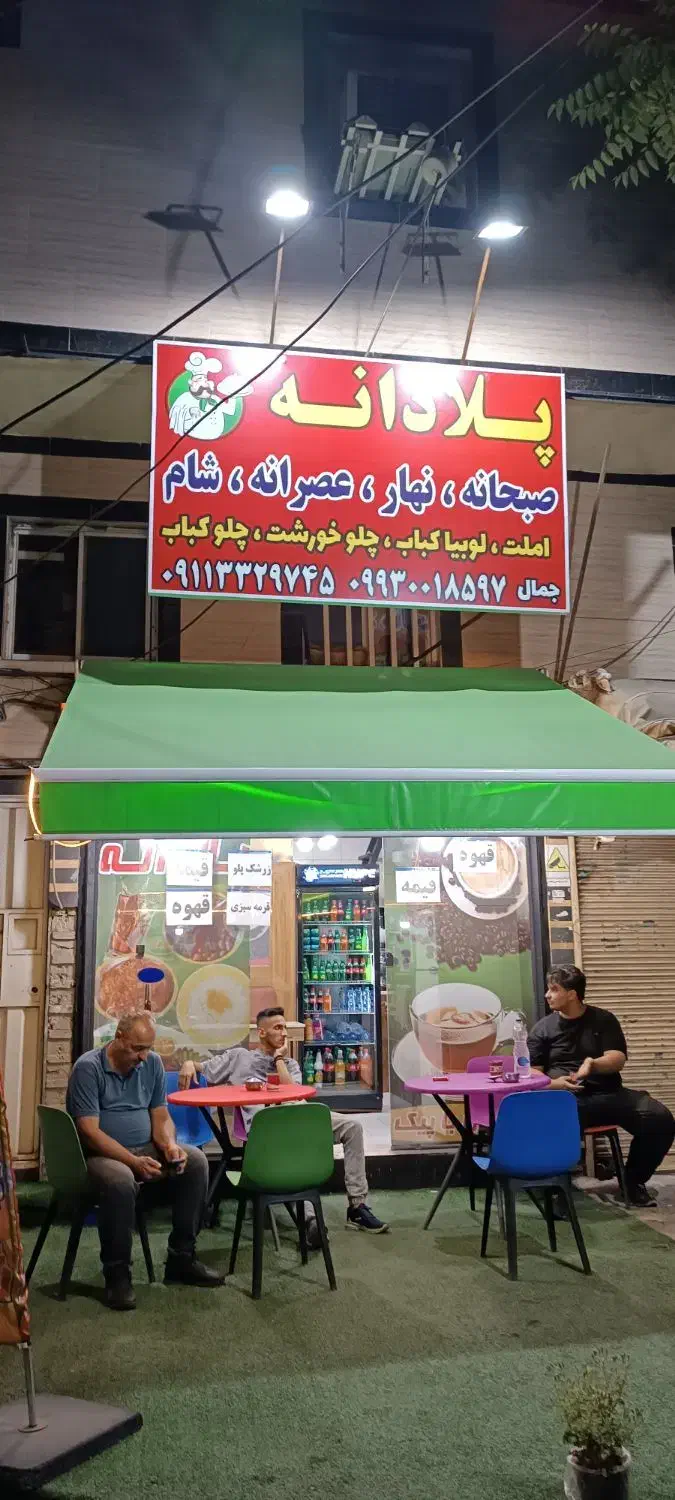 پلادانه
صبحانه ، نهار ، عصرانه ، شام
املت ، لوبیا کباب ، چلو خورشت ، چلو کباب
جمال ۰۹۹۳۰۰۱۸۵۹۷ ۰۹۱۱۳۳۲۹۷۴۵
قهوه
قیمه
قیمه
زرشک پلو
قهوه
قرمه سبزی